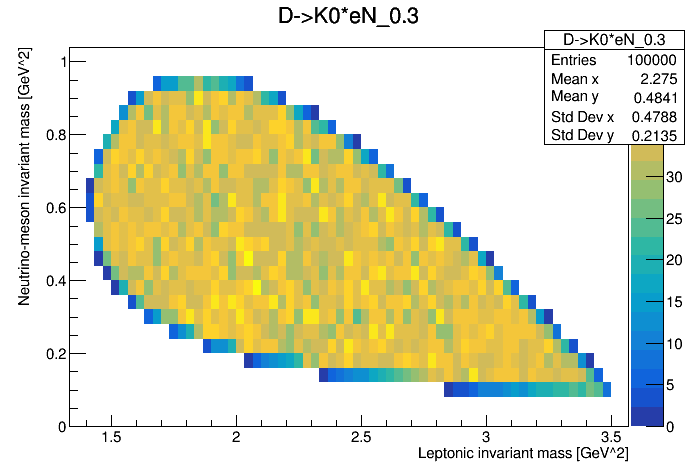 D->K0*eN_0.3
D->K0*eN_0.3
Entries 100000
Mean x 2.275
Mean y 0.4841
Std Dev x 0.4788
Std Dev y 0.2135
Neutrino-meson invariant mass [GeV^2]
1
0.8
0.6
0.4
0.2
0
1.5 2 2.5 3 3.5
Leptonic invariant mass [GeV^2]
30
25
20
15
10
5
0